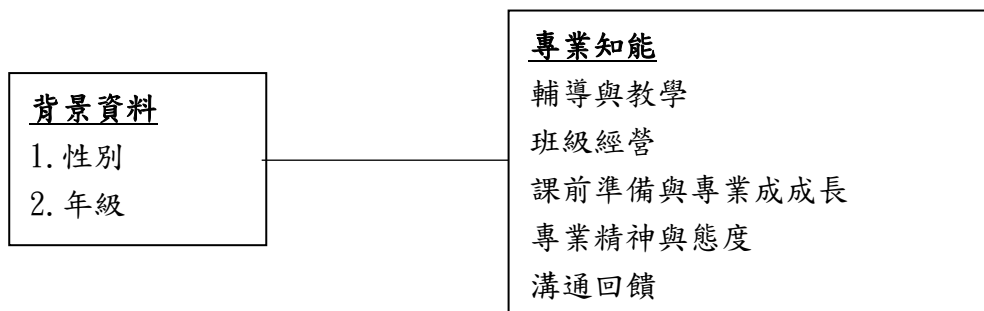 背景資料
1.性別
2.年級
專業知能
輔導與教學
班級經營
課前準備與專業成成長
專業精神與態度
溝通回饋